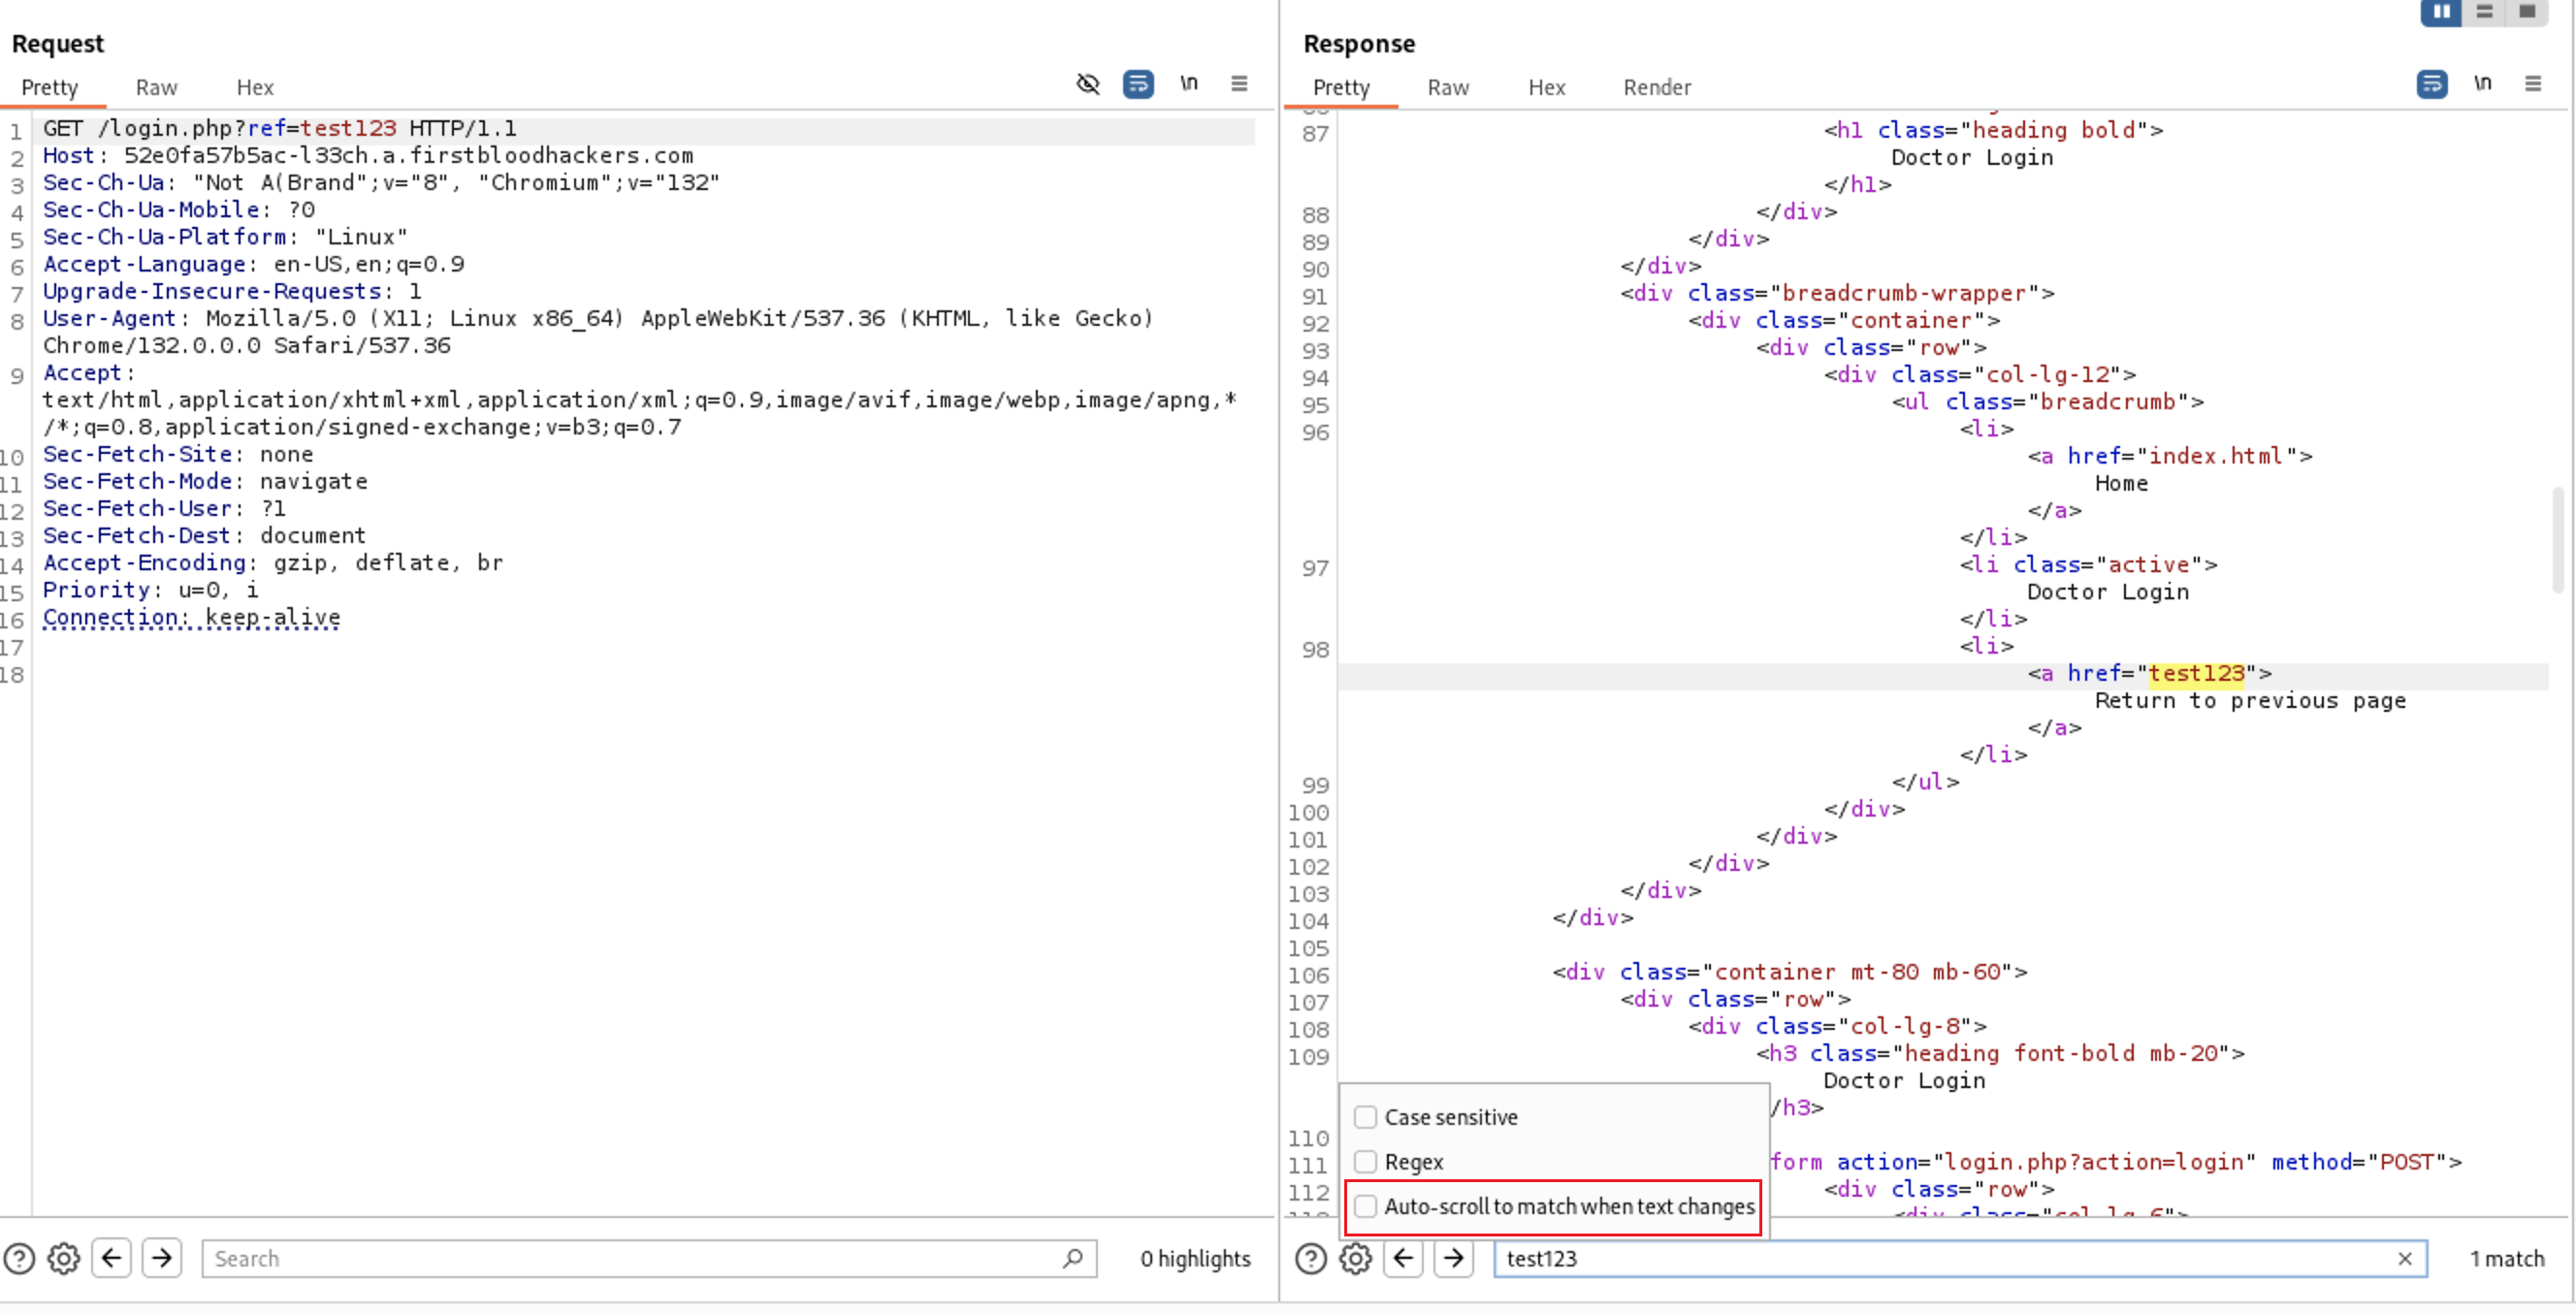 Request
Pretty Raw Hex \n
1 GET /login.php?ref=test123 HTTP/1.1
2 Host: 52e0fa57b5ac-l33ch.a.firstbloodhackers.com
3 Sec-Ch-Ua: "Not A(Brand";v="8", "Chromium";v="132"
4 Sec-Ch-Ua-Mobile: ?0
5 Sec-Ch-Ua-Platform: "Linux"
6 Accept-Language: en-US,en;q=0.9
7 Upgrade-Insecure-Requests: 1
8 User-Agent: Mozilla/5.0 (X11; Linux x86_64) AppleWebKit/537.36 (KHTML, like Gecko)
Chrome/132.0.0.0 Safari/537.36
9 Accept:
text/html,application/xhtml+xml,application/xml;q=0.9,image/avif,image/webp,image/apng,*
/*;q=0.8,application/signed-exchange;v=b3;q=0.7
10 Sec-Fetch-Site: none
11 Sec-Fetch-Mode: navigate
12 Sec-Fetch-User: ?1
13 Sec-Fetch-Dest: document
14 Accept-Encoding: gzip, deflate, br
15 Priority: u=0, i
16 Connection: keep-alive
17
18
Search
0 highlights
Response
Pretty Raw Hex Render \n
87 <h1 class="heading bold">
Doctor Login
</h1>
88 </div>
89 </div>
90 </div>
91 <div class="breadcrumb-wrapper">
92 <div class="container">
93 <div class="row">
94 <div class="col-lg-12">
95 <ul class="breadcrumb">
96 <li>
<a href="index.html">
Home
</a>
</li>
97 <li class="active">
Doctor Login
</li>
98 <li>
<a href="test123">
Return to previous page
</a>
</li>
99 </ul>
100 </div>
101 </div>
102 </div>
103 </div>
104 </div>
105
106 <div class="container mt-80 mb-60">
107 <div class="row">
108 <div class="col-lg-8">
109 <h3 class="heading font-bold mb-20">
Doctor Login
/h3>
110
111 form action="login.php?action=login" method="POST">
112 <div class="row">
<div class="col-lg-6">
Case sensitive
Regex
Auto-scroll to match when text changes
test123
1 match